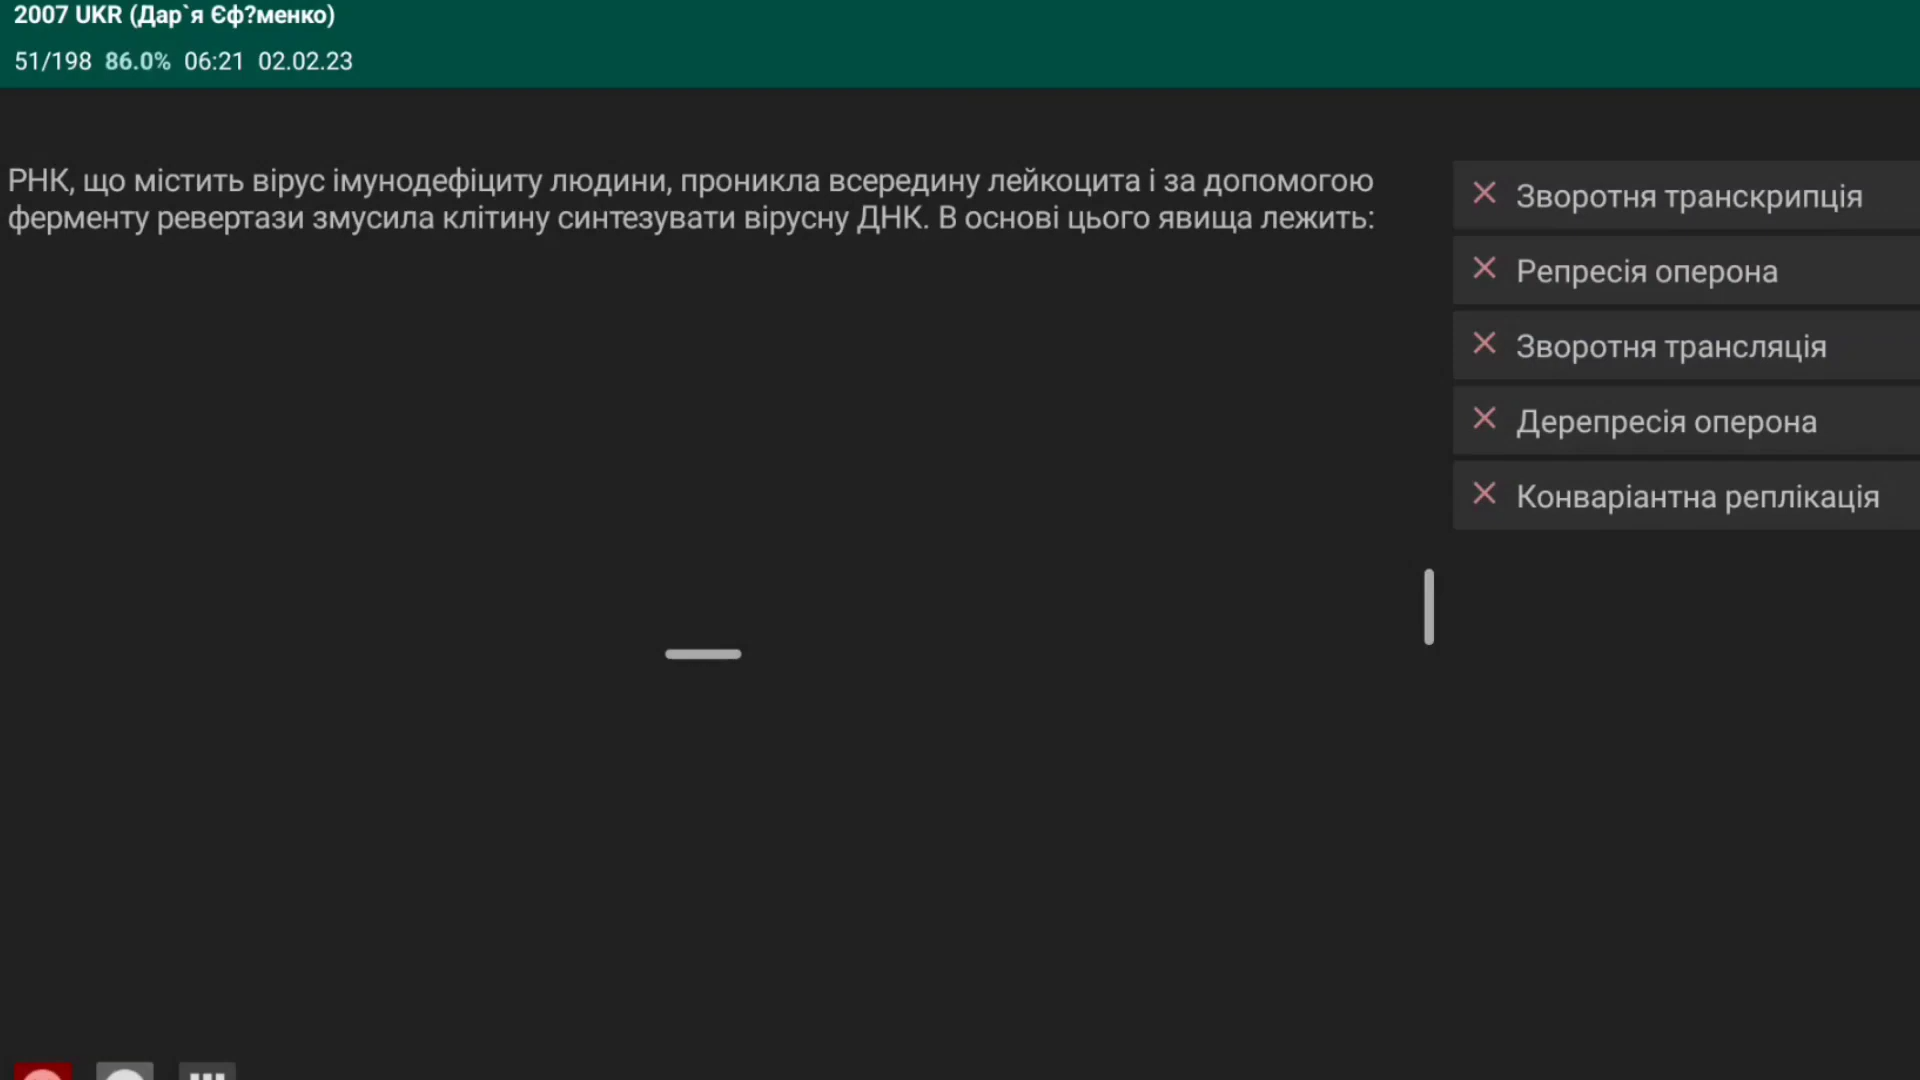 2007 UKR (Дар`я Єф?менко)
51/198 86.0% 06:21 02.02.23
РНК, що містить вірус імунодефіциту людини, проникла всередину лейкоцита і за допомогою
ферменту ревертази змусила клітину синтезувати вірусну ДНК. В основі цього явища лежить:
Зворотня транскрипція
Репресія оперона
Зворотня трансляція
Дерепресія оперона
Конваріантна реплікація